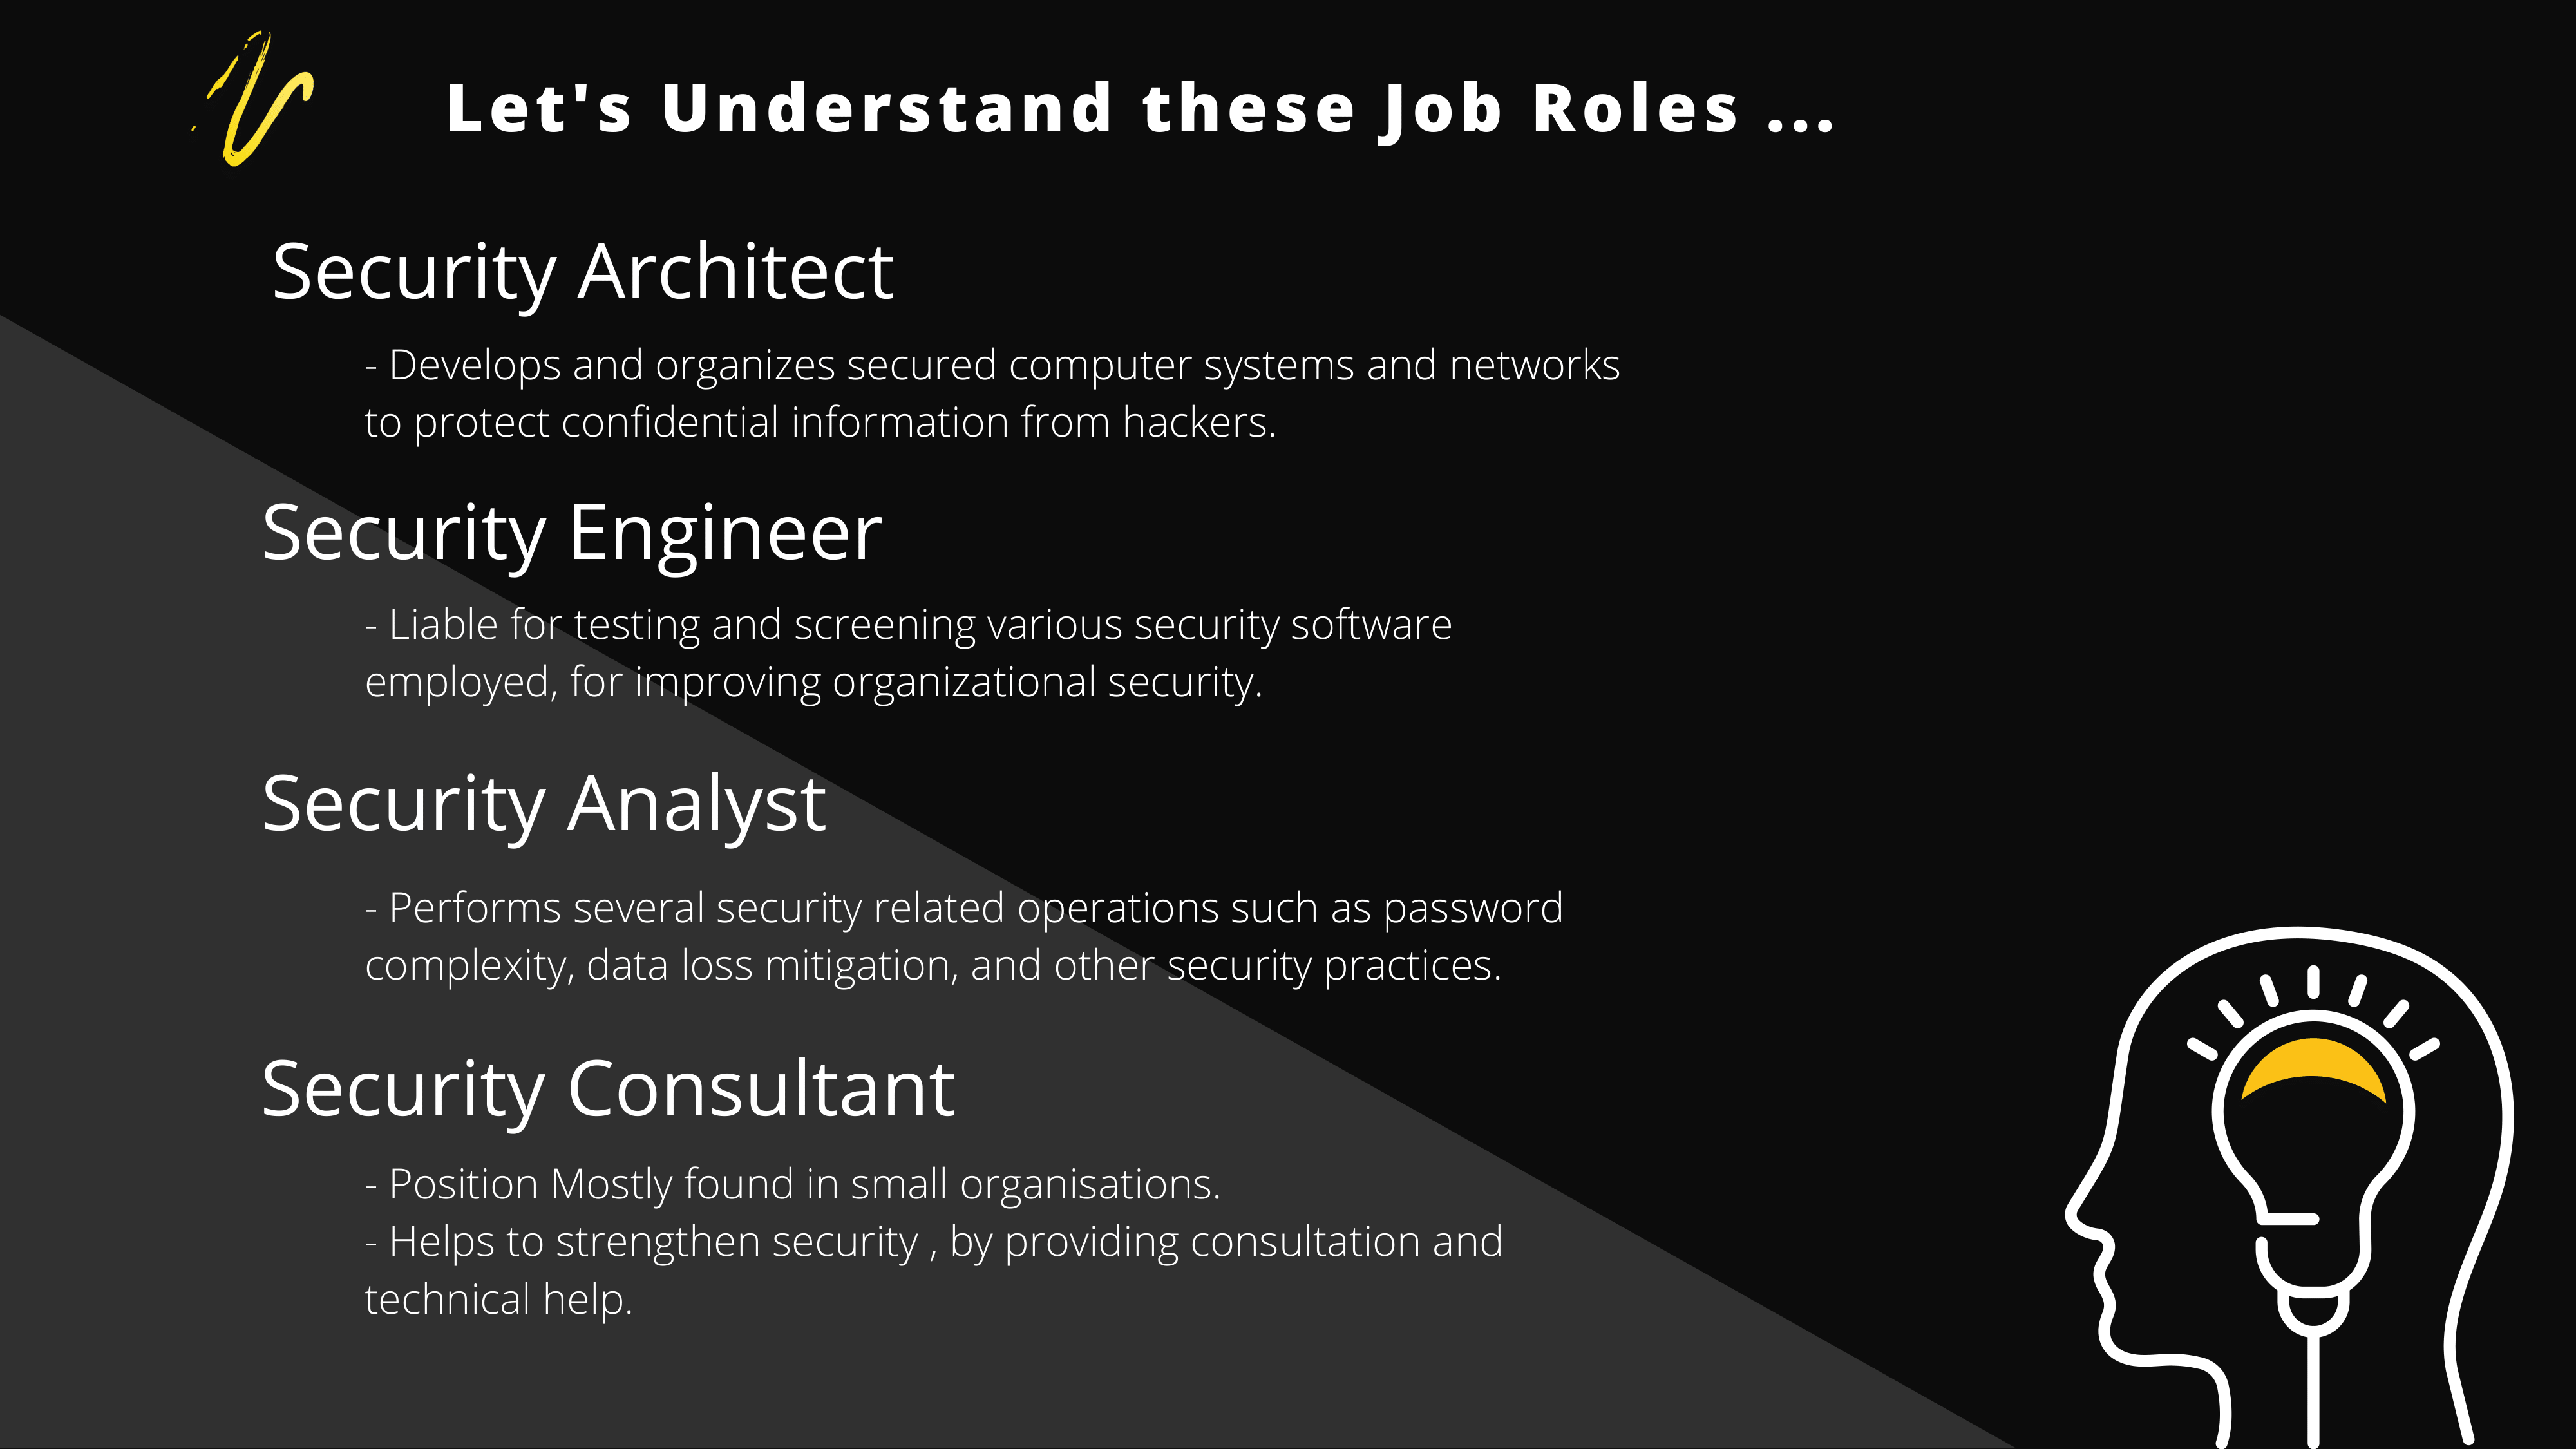 Let's Understand these Job Roles ...
Security Architect
- Develops and organizes secured computer systems and networks
to protect confidential information from hackers.
Security Engineer
- Liable for testing and screening various security software
employed, for improving organizational security.
Security Analyst
- Performs several security related operations such as password
complexity, data loss mitigation, and other security practices.
Security Consultant
- Position Mostly found in small organisations.
- Helps to strengthen security , by providing consultation and
technical help.